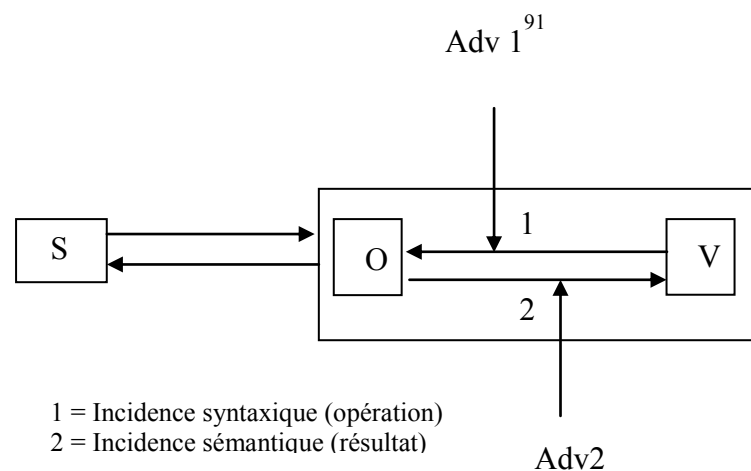 Adv 1⁹¹
1
S
O
V
2
1 = Incidence syntaxique (opération)
2 = Incidence sémantique (résultat)
Adv2